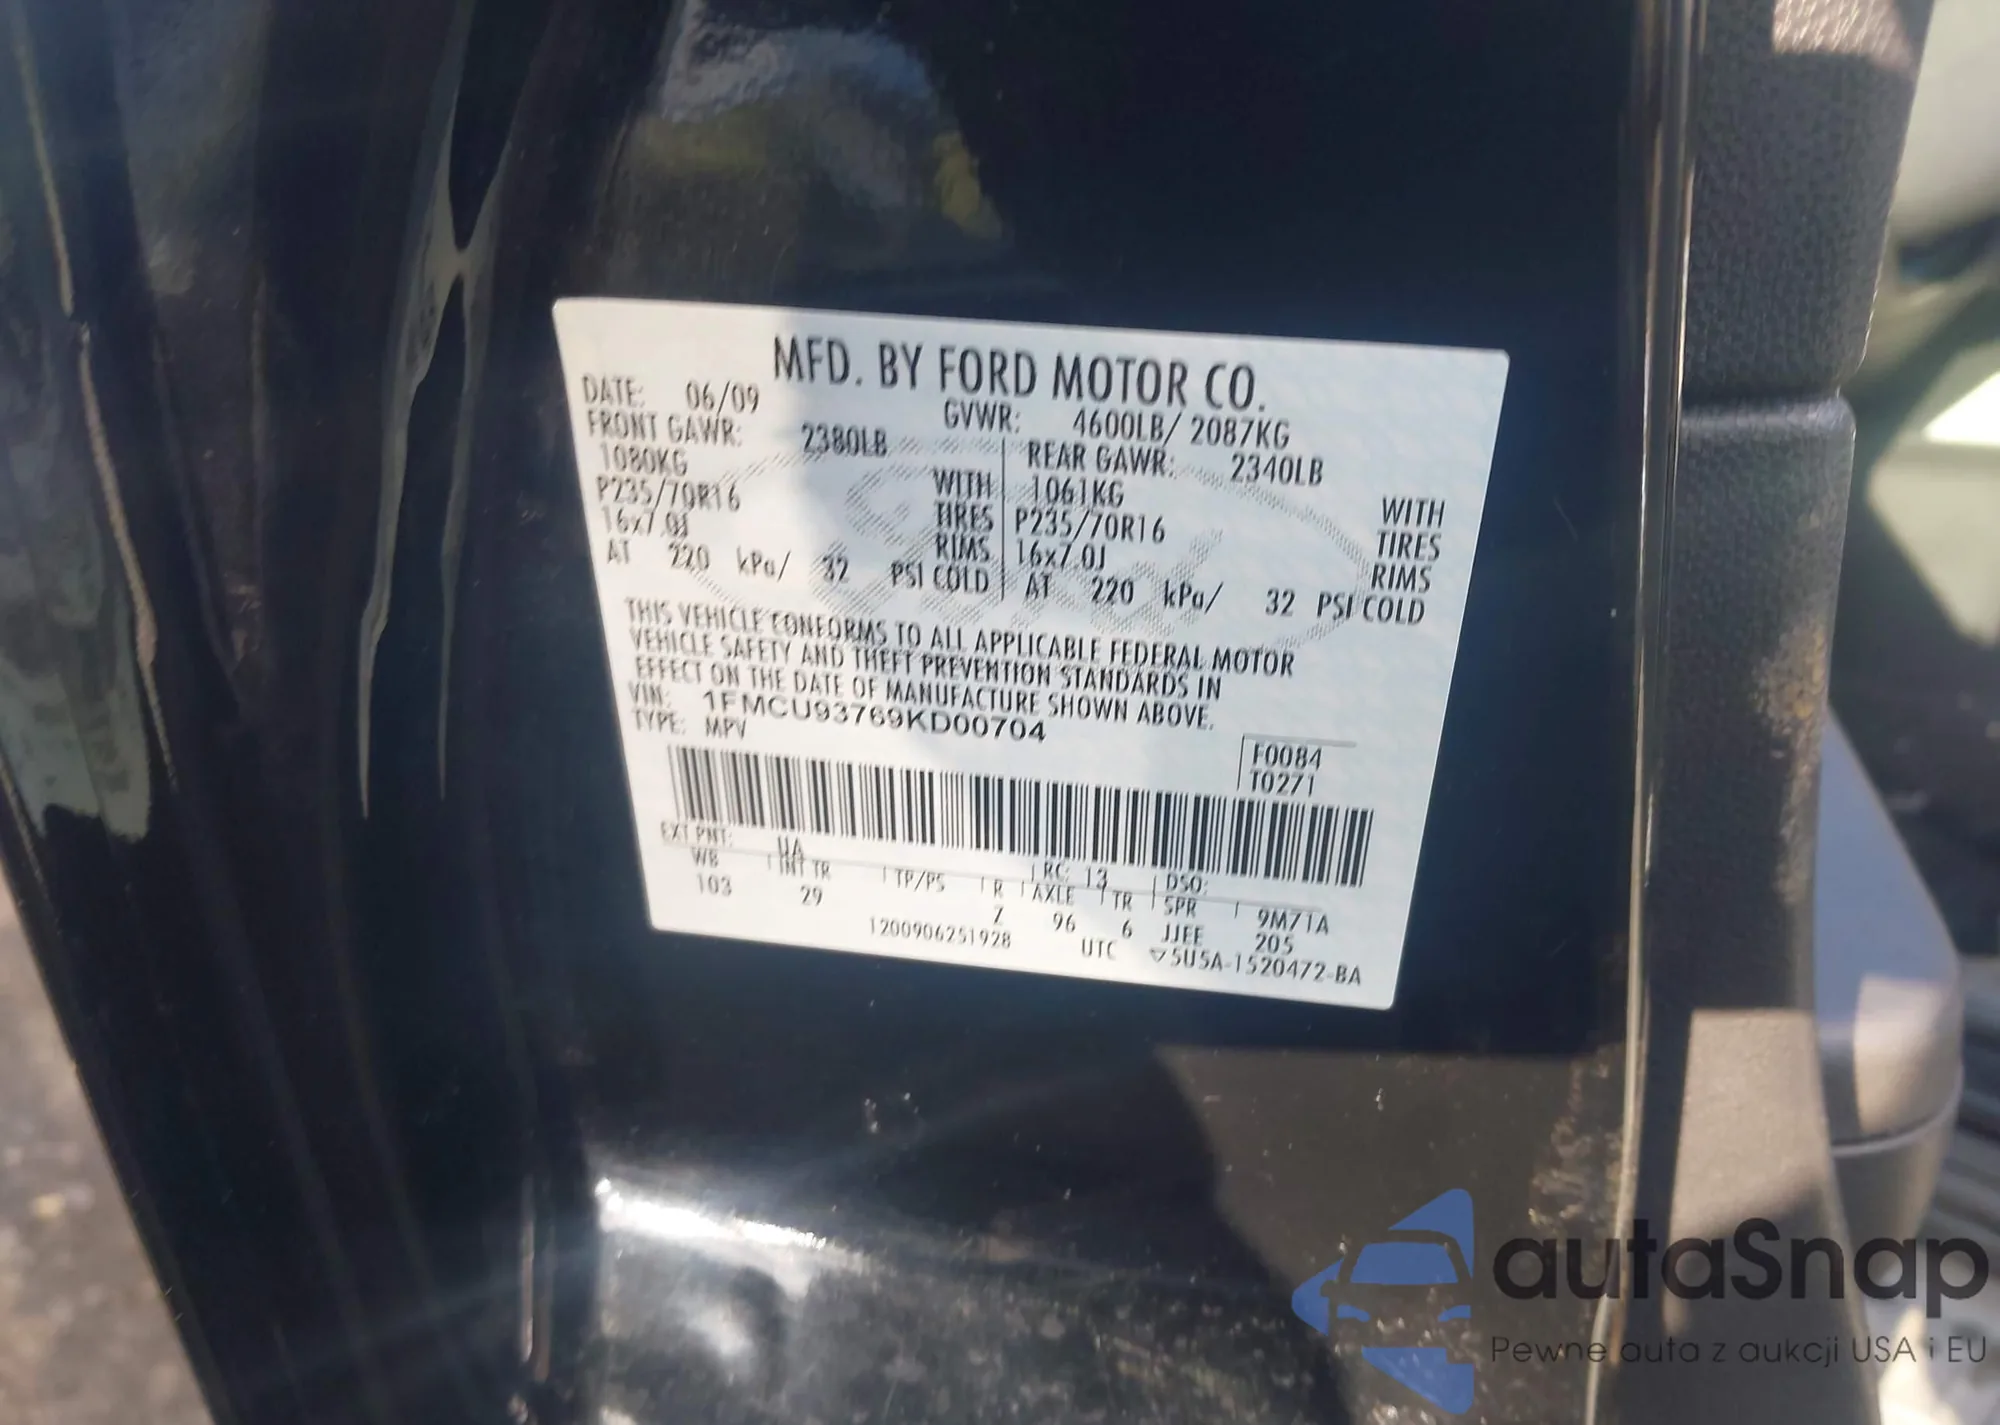 MFD. BY FORD MOTOR CO.
DATE: 06/09 GVWR: 4600LB/ 2087KG
FRONT GAWR: 2380LB REAR GAWR: 2340LB
1080KG WITH 1061KG WITH
P235/70R16 TIRES P235/70R16 TIRES
16x7.0J RIMS 16x7.0J RIMS
AT 220 kPa/ 32 PSI COLD AT 220 kPa/ 32 PSI COLD
THIS VEHICLE CONFORMS TO ALL APPLICABLE FEDERAL MOTOR
VEHICLE SAFETY AND THEFT PREVENTION STANDARDS IN
EFFECT ON THE DATE OF MANUFACTURE SHOWN ABOVE.
VIN: 1FMCU93769KD00704
TYPE: MPV
F0084
T0271
EXT PNT: UA RC: 13 DSO:
WB INT TR TP/PS R AXLE TR SPR 9M71A
103 29 Z 96 6 JJEE 205
1200906251928 UTC ▽5U5A-1520472-BA
Ford
autaSnap
Pewne auta z aukcji USA i EU